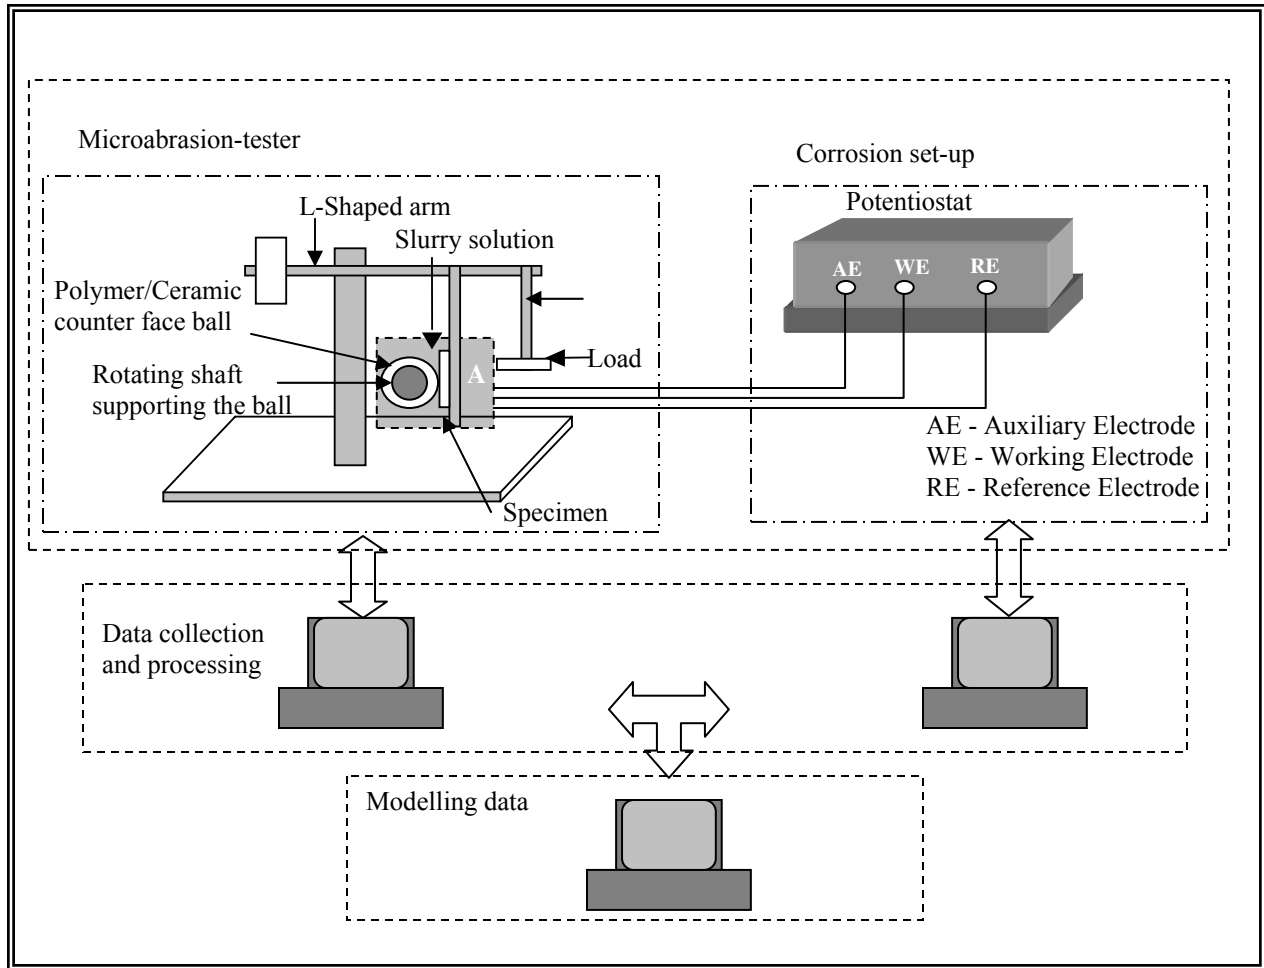 Microabrasion-tester
Corrosion set-up
L-Shaped arm
Slurry solution
Polymer/Ceramic
counter face ball
Rotating shaft
supporting the ball
A
Load
Specimen
Potentiostat
AE WE RE
AE - Auxiliary Electrode
WE - Working Electrode
RE - Reference Electrode
Data collection
and processing
Modelling data